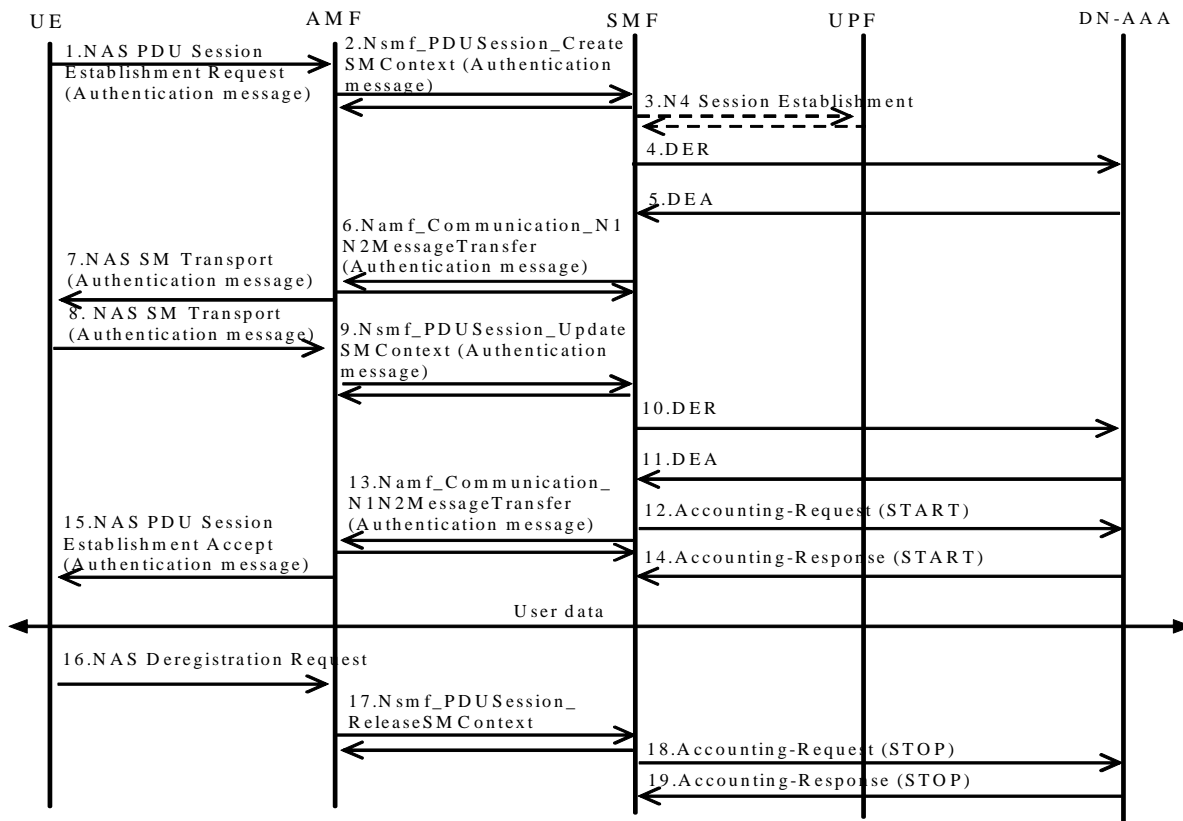 UE
AMF
SMF
UPF
DN-AAA
1.NAS PDU Session
Establishment Request
(Authentication message)
2.Nsmf_PDUSession_Create
SMContext (Authentication
message)
3.N4 Session Establishment
4.DER
5.DEA
6.Namf_Communication_N1
N2MessageTransfer
(Authentication message)
7.NAS SM Transport
(Authentication message)
8. NAS SM Transport
(Authentication message)
9.Nsmf_PDUSession_Update
SMContext (Authentication
message)
10.DER
11.DEA
13.Namf_Communication_
N1N2MessageTransfer
(Authentication message)
12.Accounting-Request (START)
15.NAS PDU Session
Establishment Accept
(Authentication message)
14.Accounting-Response (START)
User data
16.NAS Deregistration Request
17.Nsmf_PDUSession_
ReleaseSMContext
18.Accounting-Request (STOP)
19.Accounting-Response (STOP)